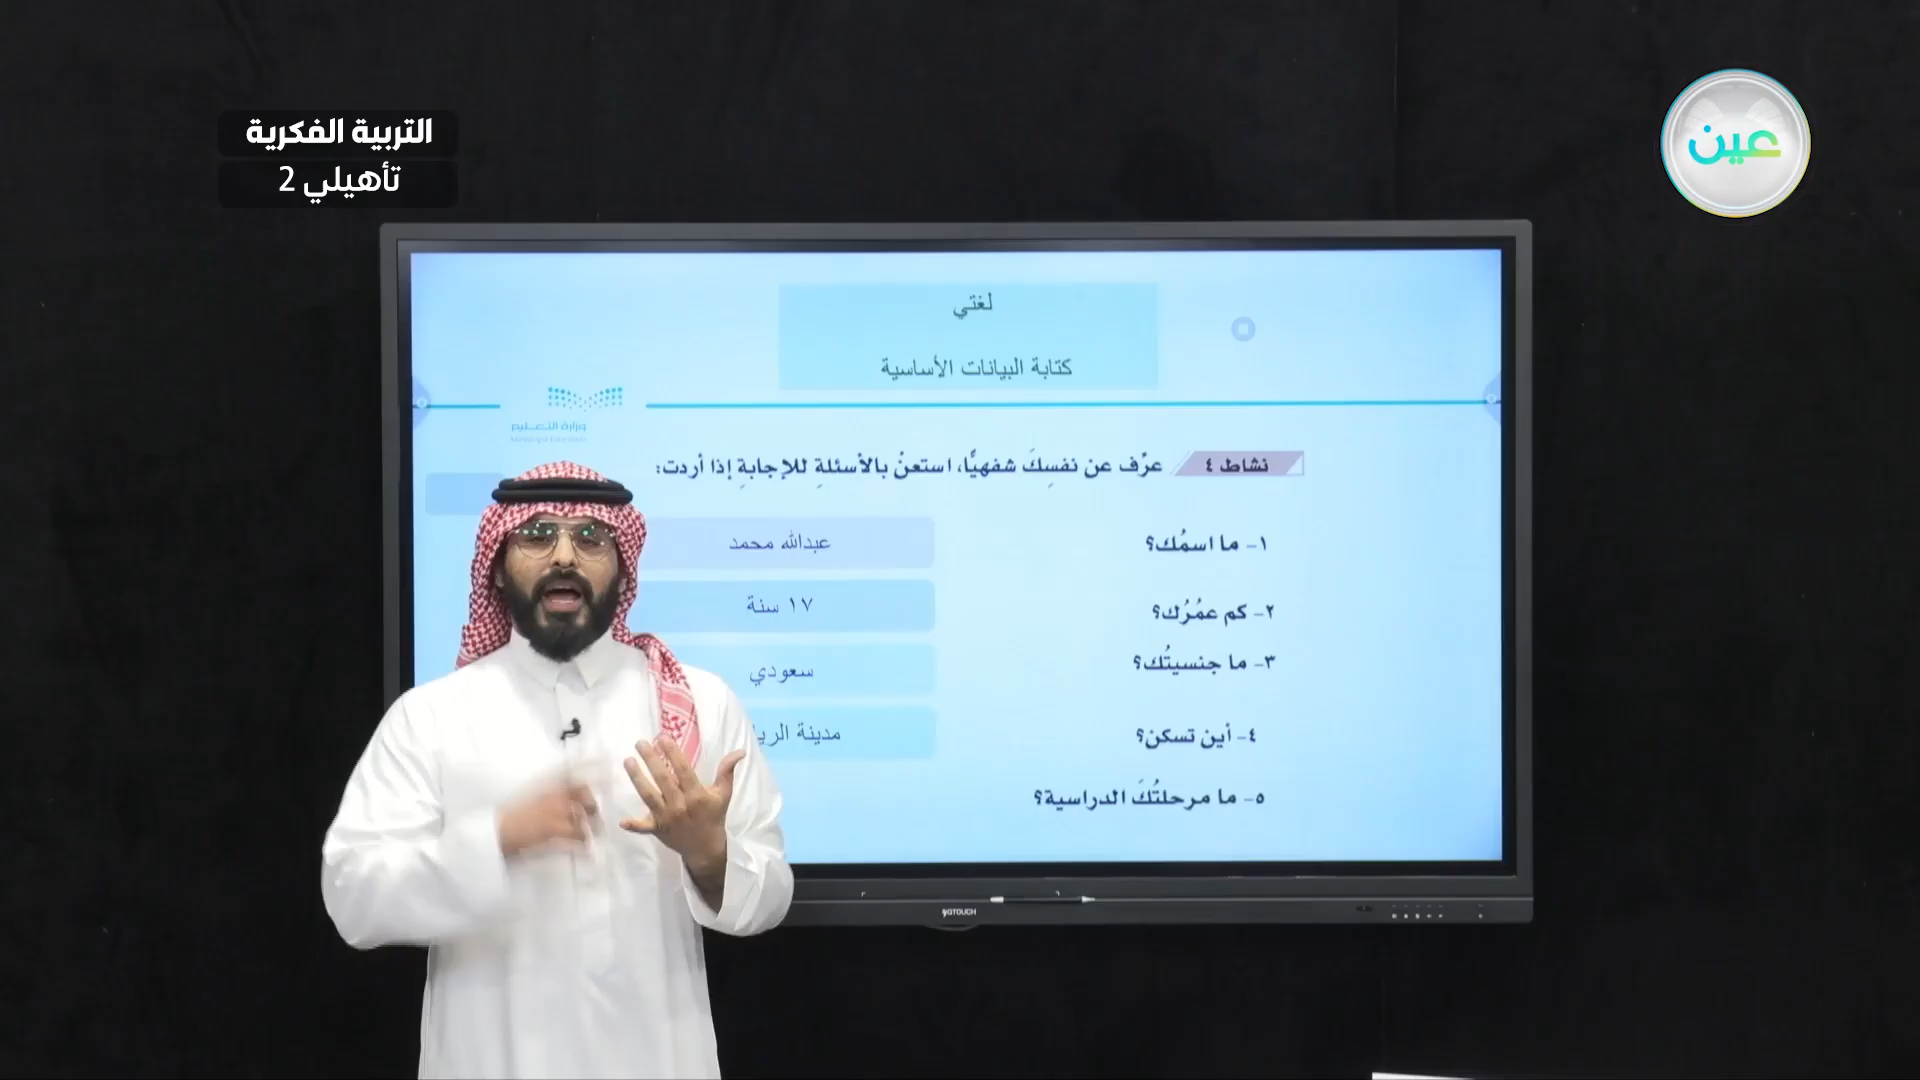 التربية الفكرية
تأهيلي 2
عين
لغتي
كتابة البيانات الأساسية
وزارة التعليم
نشاط ٤ عرِّف عن نفسِكَ شفهيًّا، استعنْ بالأسئلةِ للإجابةِ إذا أردت:
١- ما اسمُك؟
عبدالله محمد
٢- كم عمُرُك؟
١٧ سنة
٣- ما جنسيتُك؟
سعودي
٤- أين تسكن؟
مدينة
٥- ما مرحلتُكَ الدراسية؟